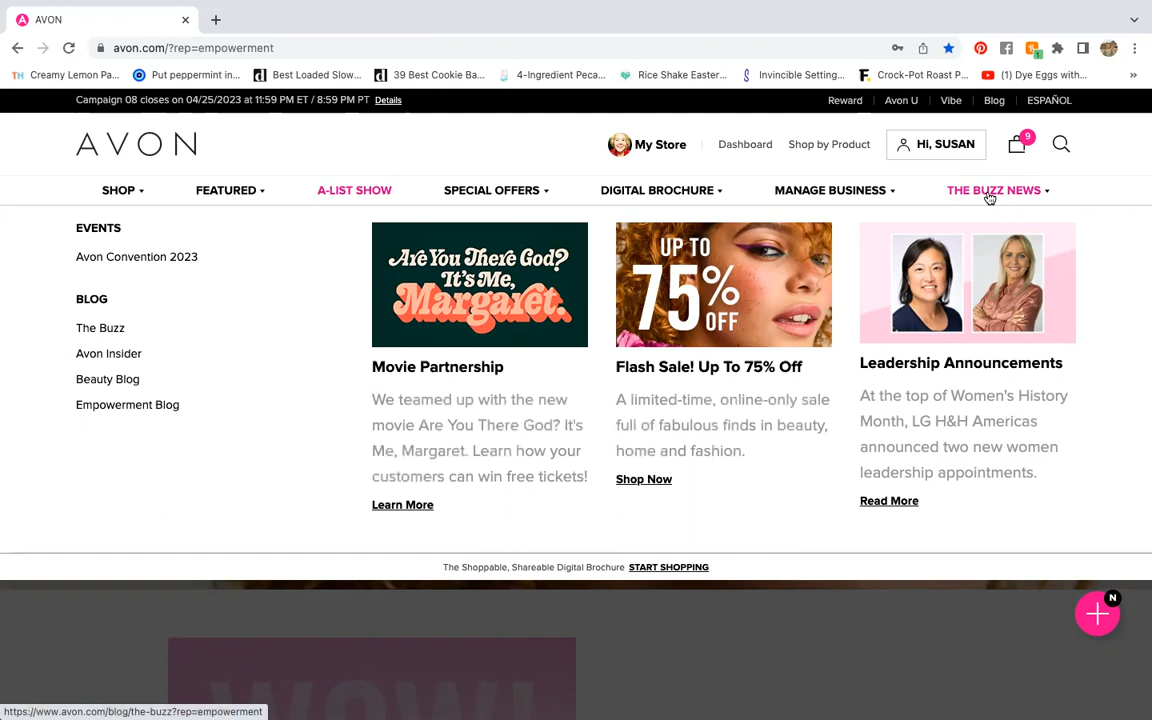 AVON
avon.com/?rep=empowerment
1
TH Creamy Lemon Pa...
Put peppermint in...
d Best Loaded Slow...
d 39 Best Cookie Ba...
4-Ingredient Peca...
Rice Shake Easter...
Invincible Setting...
F. Crock-Pot Roast P...
(1) Dye Eggs with...
»
Campaign 08 closes on 04/25/2023 at 11:59 PM ET / 8:59 PM PT Details
Reward
Avon U
Vibe
Blog
ESPAÑOL
AVON
My Store
Dashboard
Shop by Product
Hi, SUSAN
9
SHOP
FEATURED
A-LIST SHOW
SPECIAL OFFERS
DIGITAL BROCHURE
MANAGE BUSINESS
THE BUZZ NEWS
EVENTS
Avon Convention 2023
BLOG
The Buzz
Avon Insider
Beauty Blog
Empowerment Blog
Are You There God?
It's Me,
Margaret.
Movie Partnership
We teamed up with the new
movie Are You There God? It's
Me, Margaret. Learn how your
customers can win free tickets!
Learn More
UP TO
75%
OFF
Flash Sale! Up To 75% Off
A limited-time, online-only sale
full of fabulous finds in beauty,
home and fashion.
Shop Now
Leadership Announcements
At the top of Women's History
Month, LG H&H Americas
announced two new women
leadership appointments.
Read More
The Shoppable, Shareable Digital Brochure START SHOPPING
N
WOW!
https://www.avon.com/blog/the-buzz?rep=empowerment